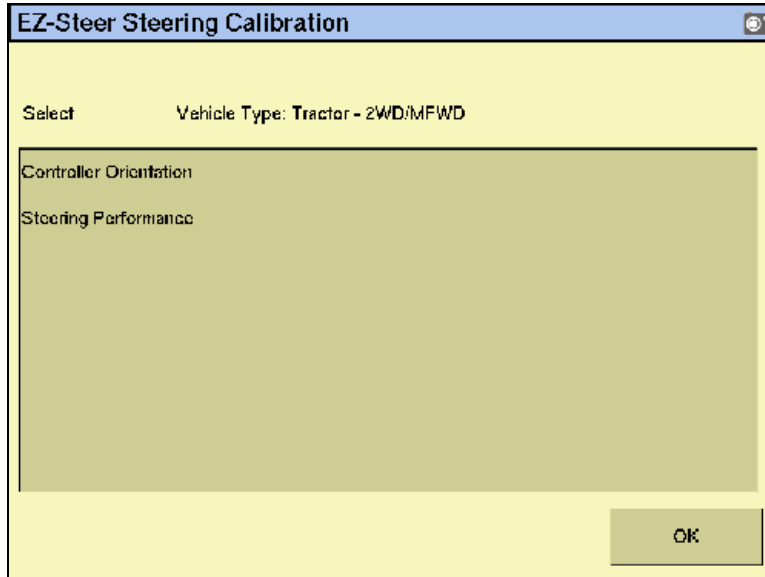 EZ-Steer Steering Calibration
Select Vehicle Type: Tractor - 2WD/MFWD
Controller Orientation
Steering Performance
OK